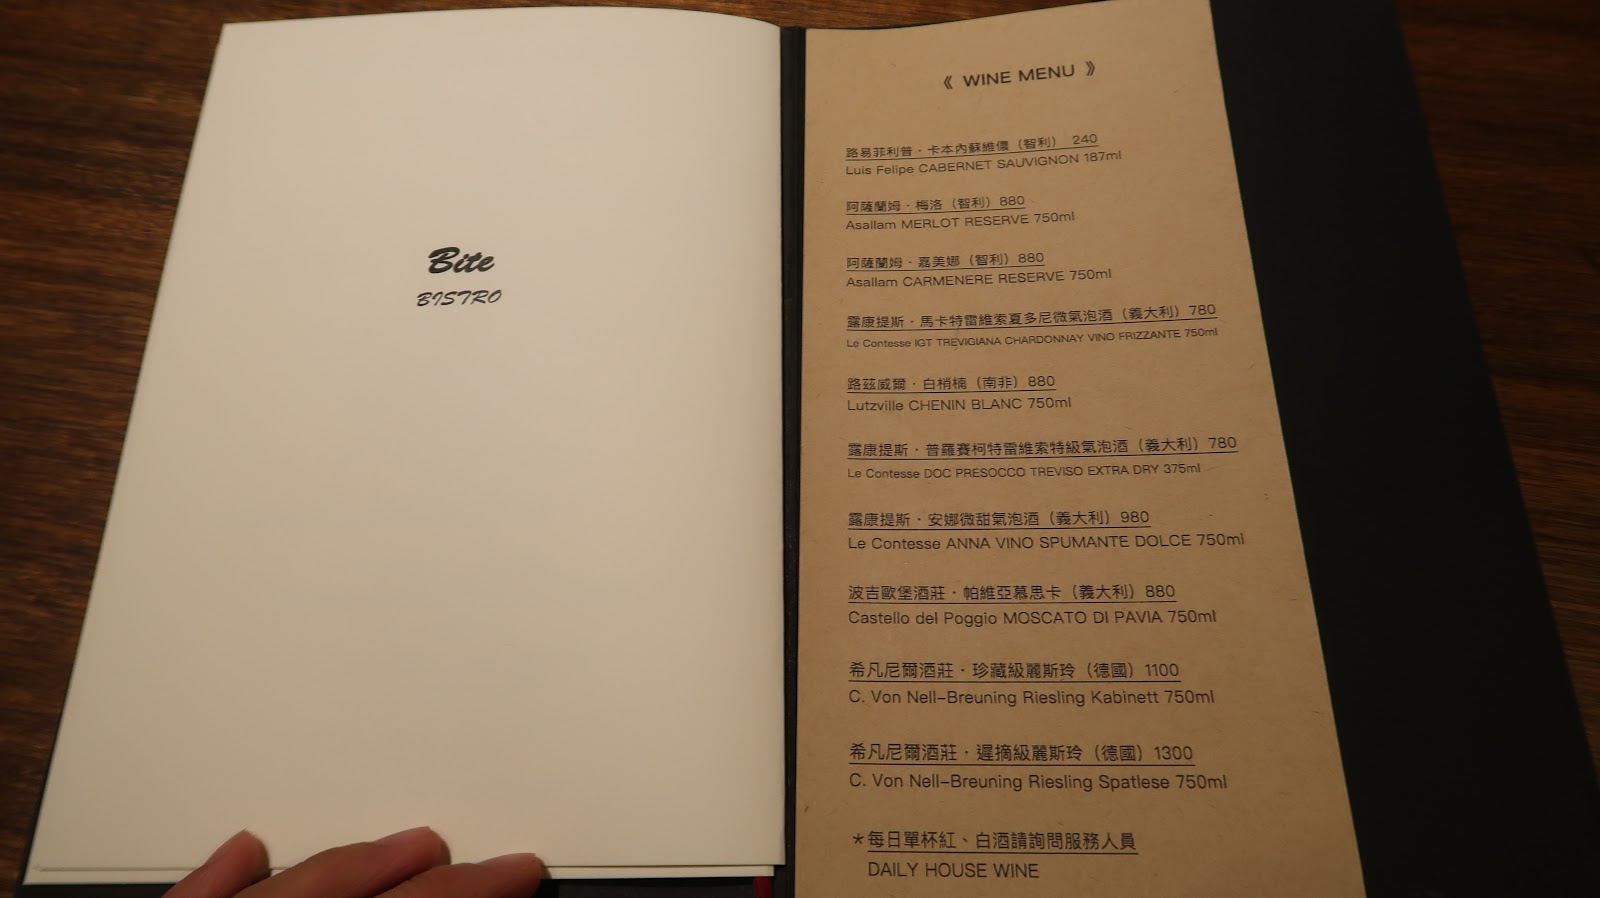 Bite
BISTRO
《 WINE MENU 》
路易菲利普・卡本內蘇維儂（智利） 240
Luis Felipe CABERNET SAUVIGNON 187ml
阿薩蘭姆・梅洛（智利）880
Asallam MERLOT RESERVE 750ml
阿薩蘭姆・嘉美娜（智利）880
Asallam CARMENERE RESERVE 750ml
露康提斯・馬卡特雷維索夏多尼微氣泡酒（義大利）780
Le Contesse IGT TREVIGIANA CHARDONNAY VINO FRIZZANTE 750ml
路茲威爾・白梢楠（南非）880
Lutzville CHENIN BLANC 750ml
露康提斯・普羅賽柯特雷維索特級氣泡酒（義大利）780
Le Contesse DOC PRESOCCO TREVISO EXTRA DRY 375ml
露康提斯・安娜微甜氣泡酒（義大利）980
Le Contesse ANNA VINO SPUMANTE DOLCE 750ml
波吉歐堡酒莊・帕維亞慕思卡（義大利）880
Castello del Poggio MOSCATO DI PAVIA 750ml
希凡尼爾酒莊・珍藏級麗斯玲（德國）1100
C. Von Nell-Breuning Riesling Kabinett 750ml
希凡尼爾酒莊・遲摘級麗斯玲（德國）1300
C. Von Nell-Breuning Riesling Spatlese 750ml
＊每日單杯紅、白酒請詢問服務人員
DAILY HOUSE WINE